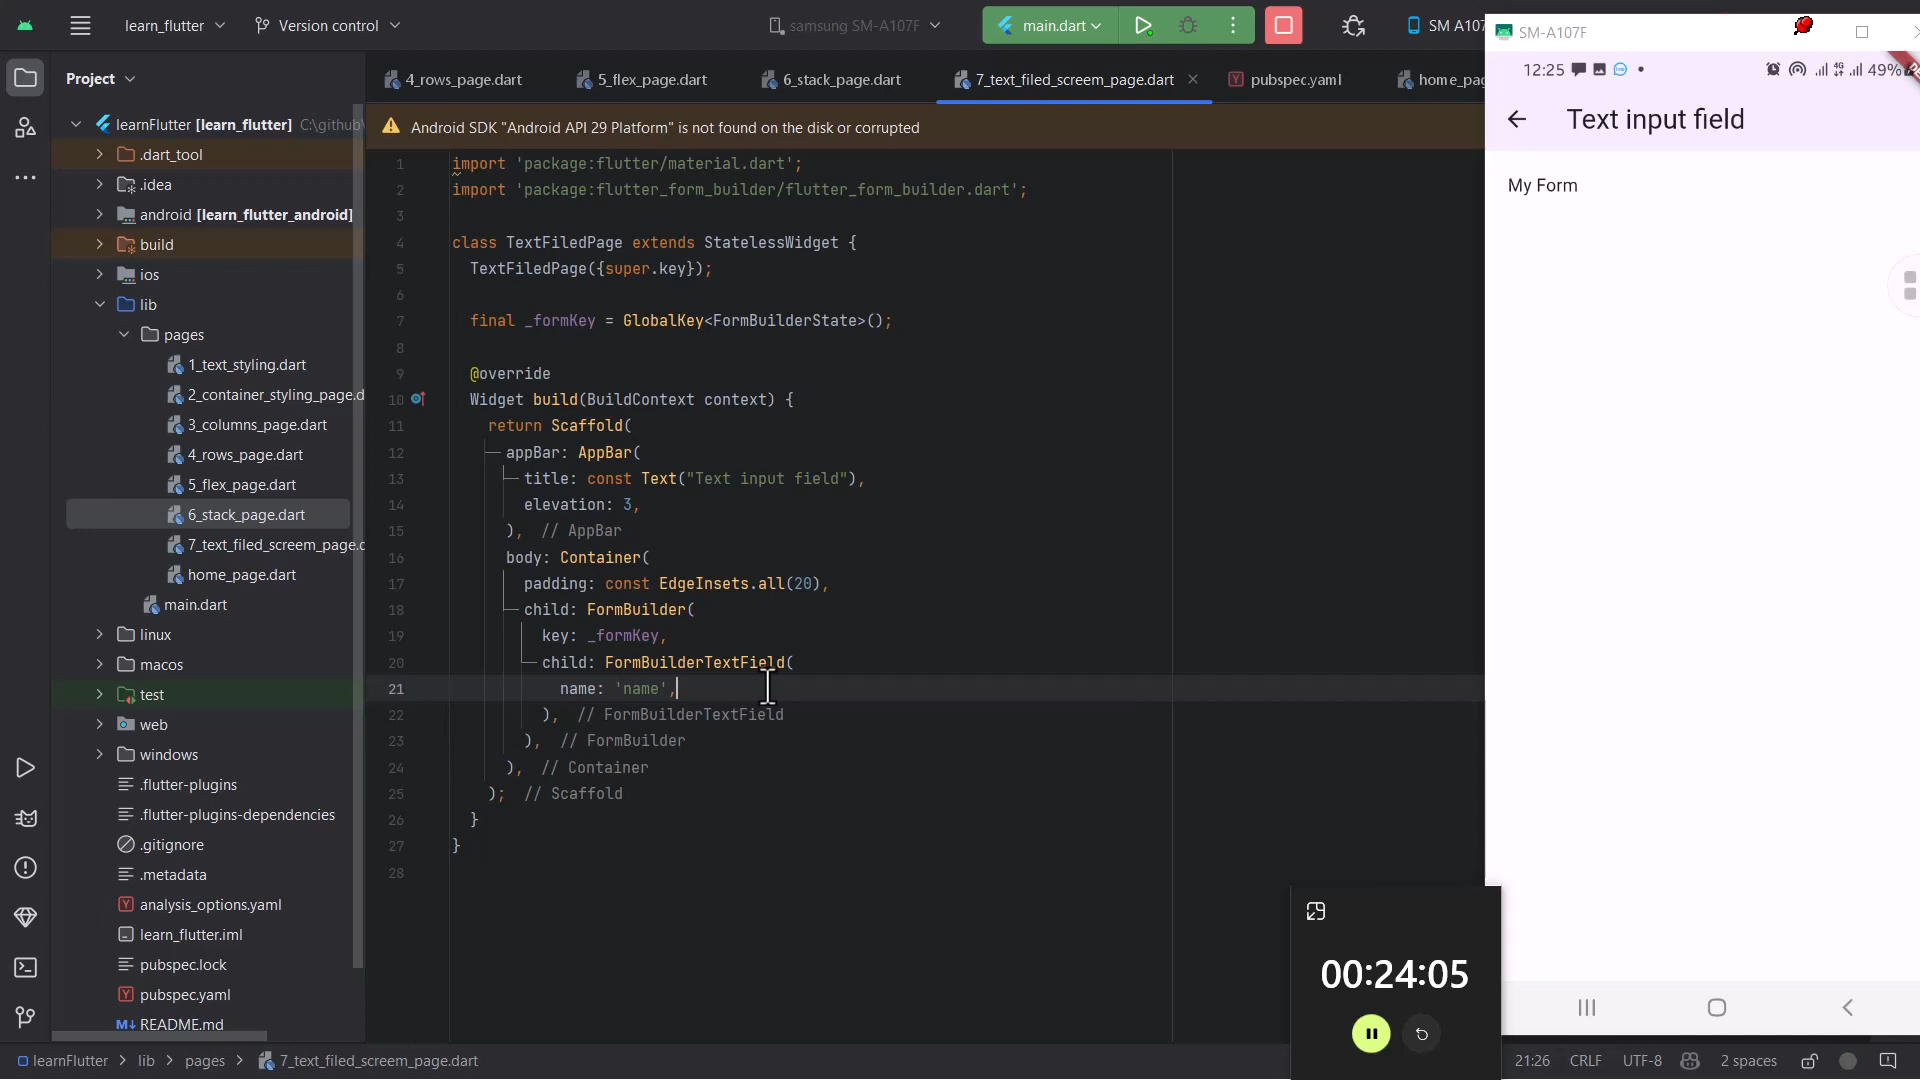 learn_flutter
Version control
samsung SM-A107F
main.dart
SM A107
SM-A107F
Project
4_rows_page.dart
5_flex_page.dart
6_stack_page.dart
7_text_filed_screem_page.dart
pubspec.yaml
home_pag
Android SDK "Android API 29 Platform" is not found on the disk or corrupted
learnFlutter [learn_flutter] C:\github\
.dart_tool
.idea
android [learn_flutter_android]
build
ios
lib
pages
1_text_styling.dart
2_container_styling_page.d
3_columns_page.dart
4_rows_page.dart
5_flex_page.dart
6_stack_page.dart
7_text_filed_screem_page.d
home_page.dart
main.dart
linux
macos
test
web
windows
.flutter-plugins
.flutter-plugins-dependencies
.gitignore
.metadata
analysis_options.yaml
learn_flutter.iml
pubspec.lock
pubspec.yaml
README.md
1 import 'package:flutter/material.dart';
2 import 'package:flutter_form_builder/flutter_form_builder.dart';
3
4 class TextFiledPage extends StatelessWidget {
5 TextFiledPage({super.key});
6
7 final _formKey = GlobalKey<FormBuilderState>();
8
9 @override
10 Widget build(BuildContext context) {
11 return Scaffold(
12 appBar: AppBar(
13 title: const Text("Text input field"),
14 elevation: 3,
15 ), // AppBar
16 body: Container(
17 padding: const EdgeInsets.all(20),
18 child: FormBuilder(
19 key: _formKey,
20 child: FormBuilderTextField(
21 name: 'name',
22 ), // FormBuilderTextField
23 ), // FormBuilder
24 ), // Container
25 ); // Scaffold
26 }
27 }
28
12:25
4G
49%
Text input field
My Form
00:24:05
learnFlutter > lib > pages > 7_text_filed_screem_page.dart
21:26 CRLF UTF-8 2 spaces